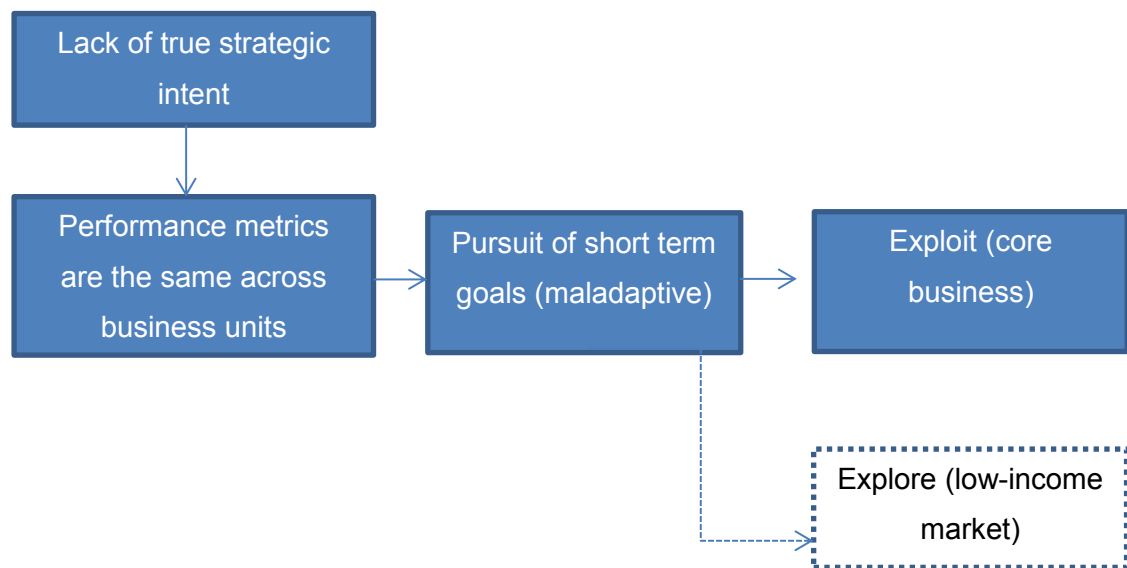 Lack of true strategic
intent
Performance metrics
are the same across
business units
Pursuit of short term
goals (maladaptive)
Exploit (core
business)
Explore (low-income
market)